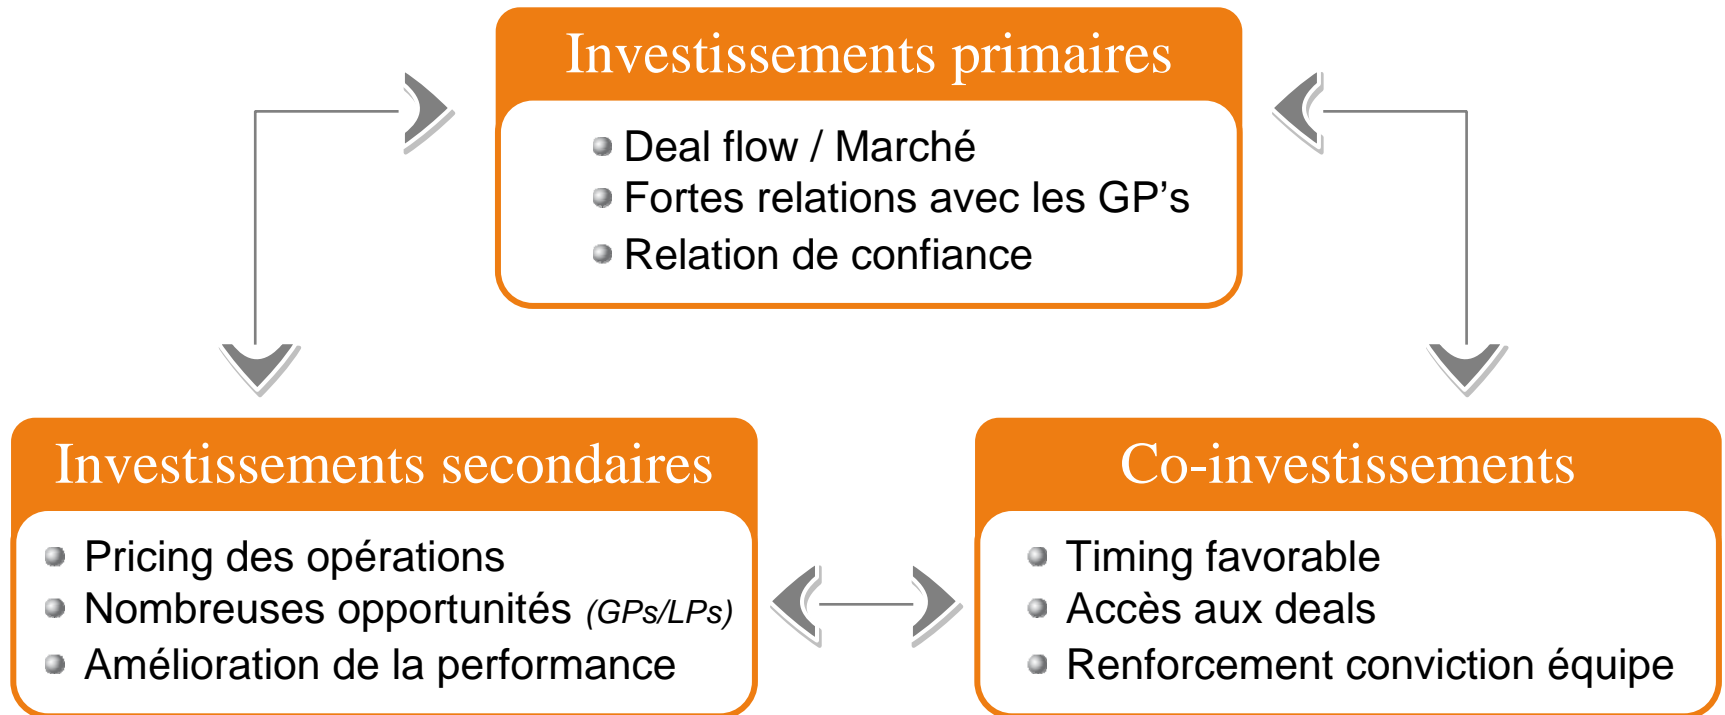 Investissements primaires
Deal flow / Marché
Fortes relations avec les GP’s
Relation de confiance
Investissements secondaires
Pricing des opérations
Nombreuses opportunités (GPs/LPs)
Amélioration de la performance
Co-investissements
Timing favorable
Accès aux deals
Renforcement conviction équipe